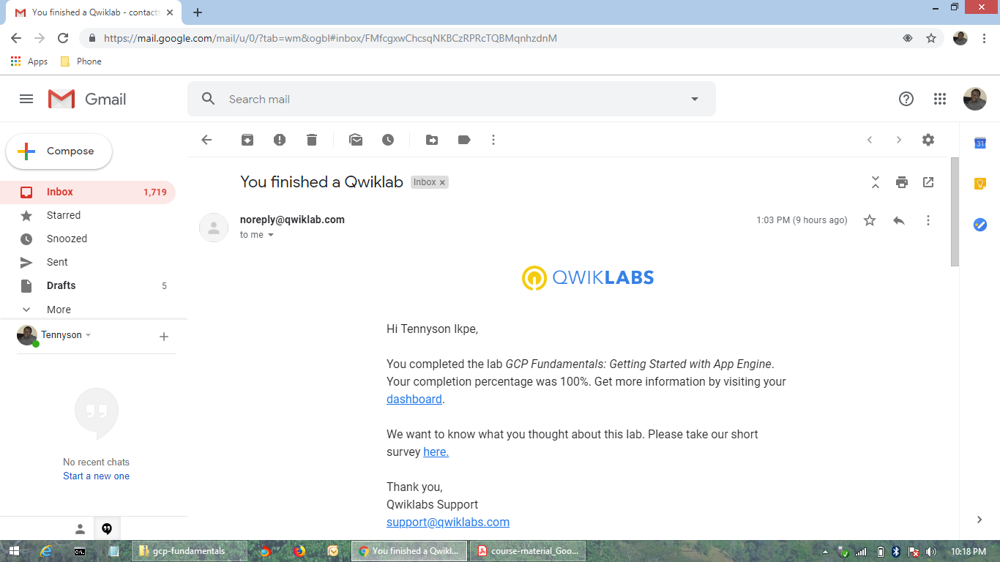 You finished a Qwiklab - contact
https://mail.google.com/mail/u/0/?tab=wm&ogbl#inbox/FMfcgxwChcsqNKBCzRPRcTQBMqnhzdnM
Apps Phone
Gmail
Search mail
Compose
Inbox 1,719
Starred
Snoozed
Sent
Drafts 5
More
Tennyson
No recent chats
Start a new one
31
You finished a Qwiklab Inbox x
noreply@qwiklab.com 1:03 PM (9 hours ago)
to me
QWIKLABS
Hi Tennyson Ikpe,
You completed the lab GCP Fundamentals: Getting Started with App Engine.
Your completion percentage was 100%. Get more information by visiting your
dashboard.
We want to know what you thought about this lab. Please take our short
survey here.
Thank you,
Qwiklabs Support
support@qwiklabs.com
gcp-fundamentals You finished a Qwikl... course-material_Goo... 10:18 PM